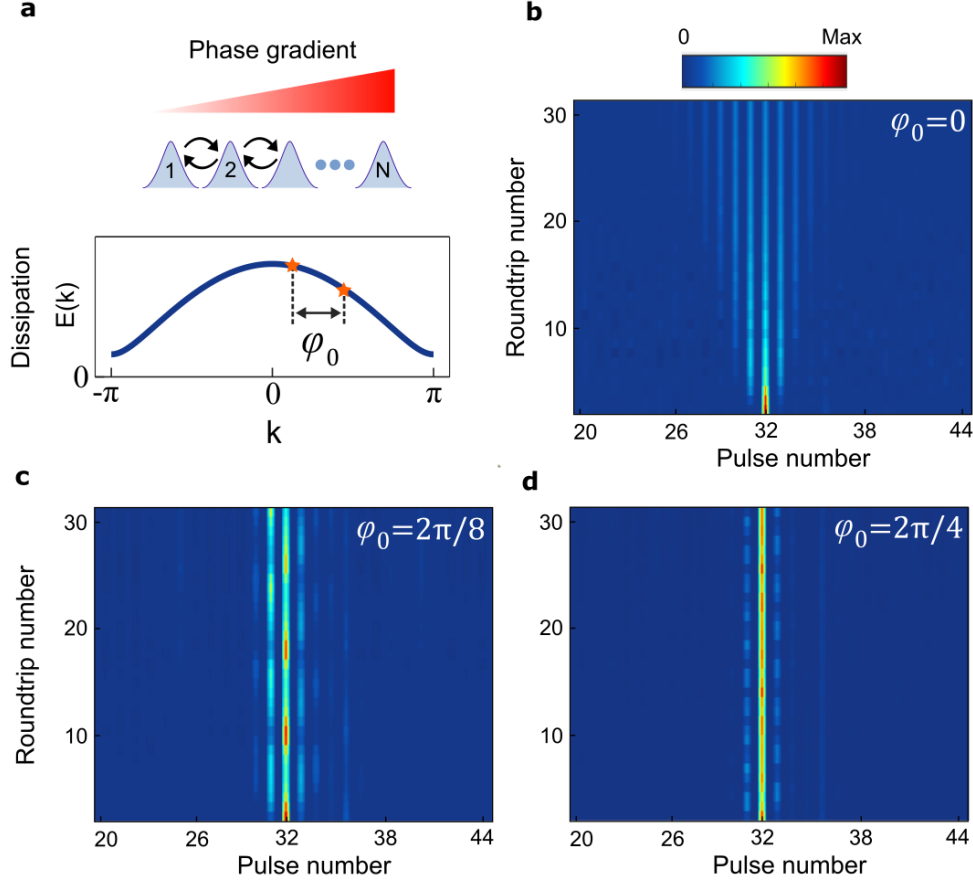 a
Phase gradient
1
2
N
Dissipation
E(k)
0
φ₀
-π
0
π
k
b
0
Max
φ₀=0
Roundtrip number
30
20
10
20
26
32
38
44
Pulse number
c
φ₀=2π/8
Roundtrip number
30
20
10
20
26
32
38
44
Pulse number
d
φ₀=2π/4
30
20
10
20
26
32
38
44
Pulse number